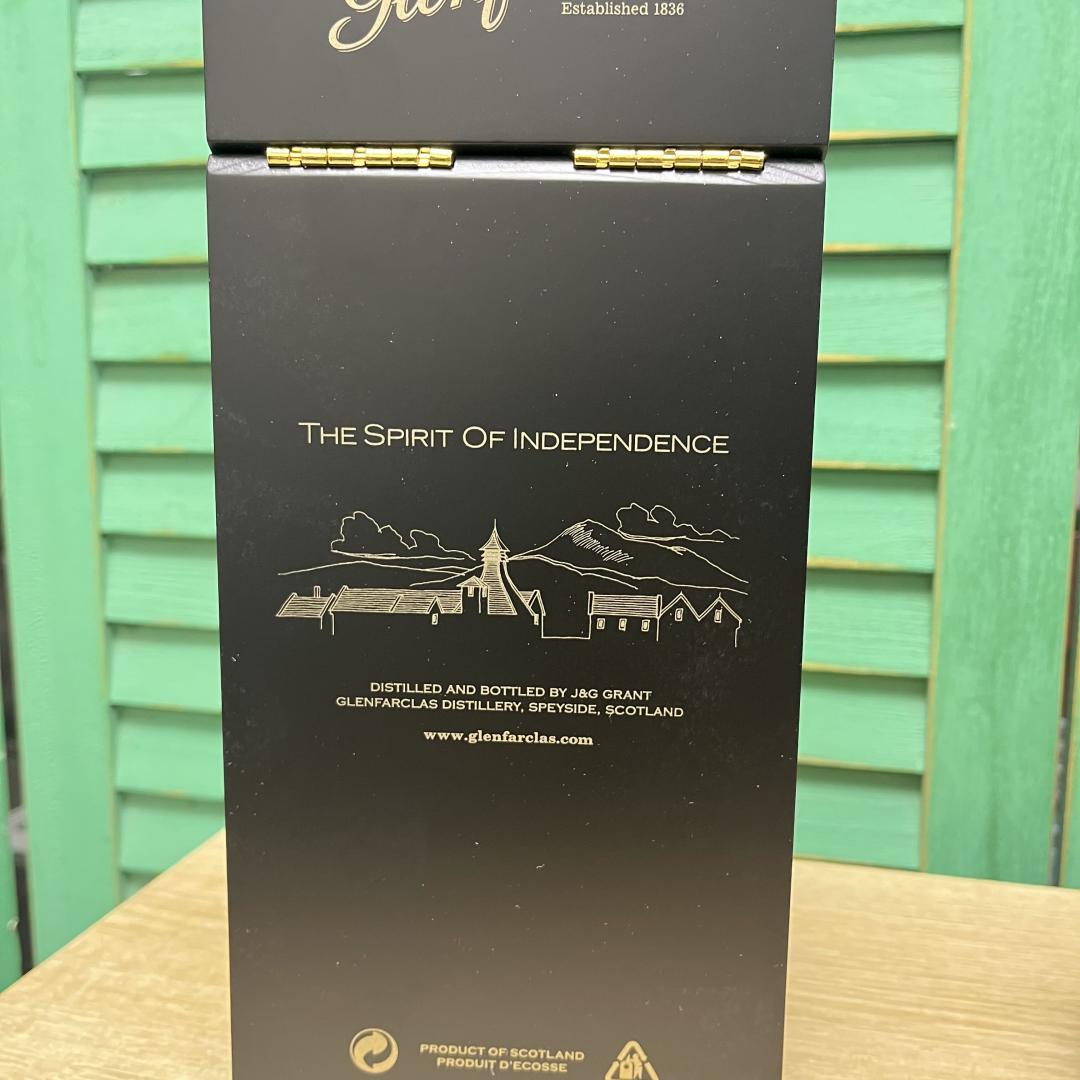 Established 1836
THE SPIRIT OF INDEPENDENCE
DISTILLED AND BOTTLED BY J&G GRANT
GLENFARCLAS DISTILLERY, SPEYSIDE, SCOTLAND
www.glenfarclas.com
PRODUCT OF SCOTLAND
PRODUIT D'ECOSSE